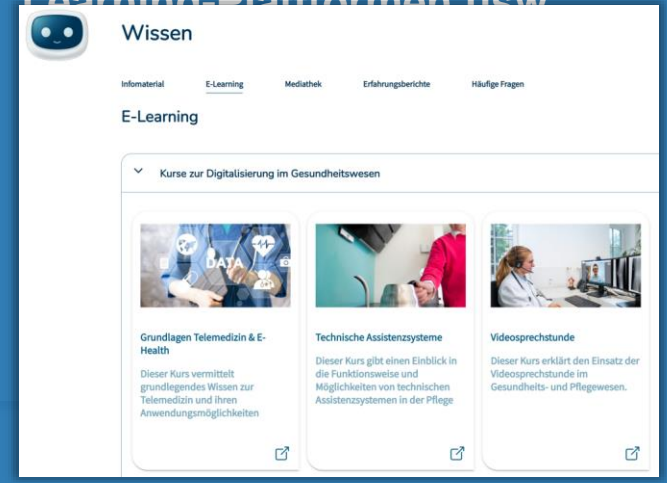 Learning-Plattformen usw.
Wissen
Infomaterial E-Learning Mediathek Erfahrungsberichte Häufige Fragen
E-Learning
Kurse zur Digitalisierung im Gesundheitswesen
DATA
Grundlagen Telemedizin & E-
Health
Dieser Kurs vermittelt
grundlegendes Wissen zur
Telemedizin und ihren
Anwendungsmöglichkeiten
Technische Assistenzsysteme
Dieser Kurs gibt einen Einblick in
die Funktionsweise und
Möglichkeiten von technischen
Assistenzsystemen in der Pflege
Videosprechstunde
Dieser Kurs erklärt den Einsatz der
Videosprechstunde im
Gesundheits- und Pflegewesen.